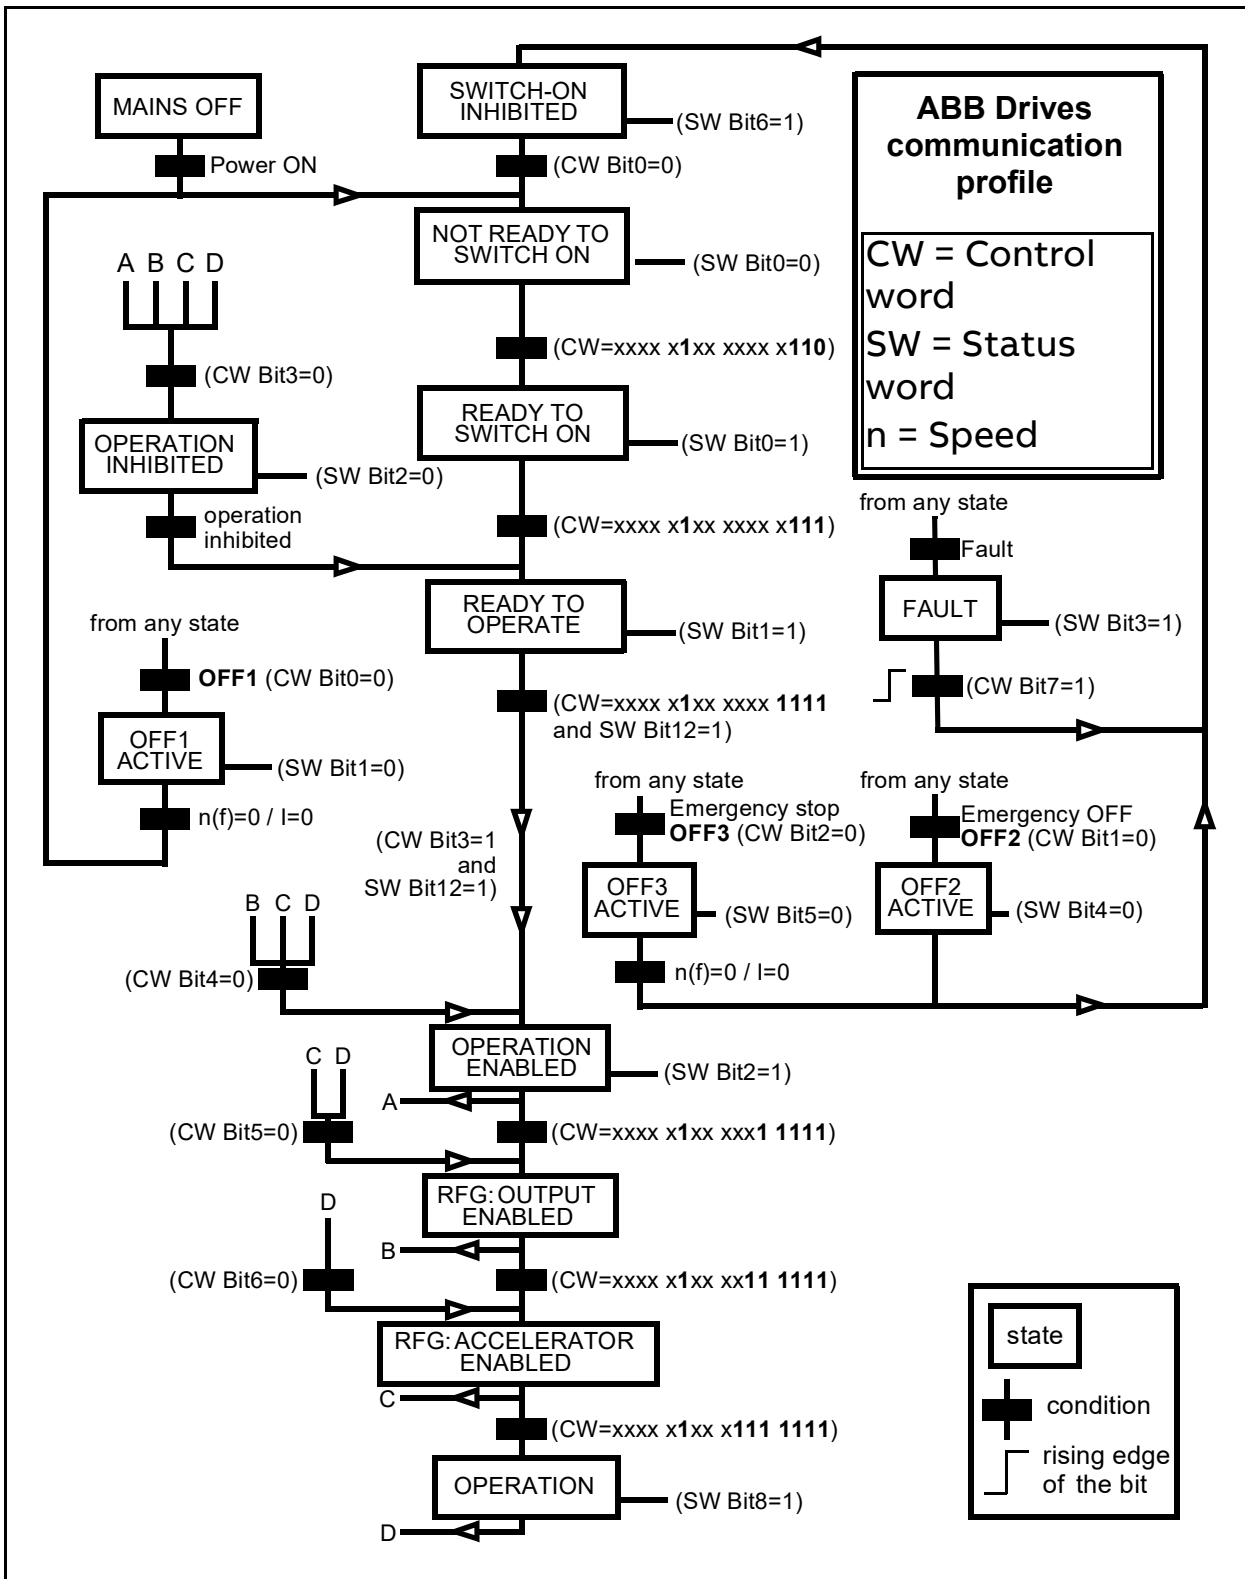 MAINS OFF
Power ON
SWITCH-ON
INHIBITED
(SW Bit6=1)
(CW Bit0=0)
ABB Drives
communication
profile
CW = Control
word
SW = Status
word
n = Speed
NOT READY TO
SWITCH ON
(SW Bit0=0)
A B C D
(CW Bit3=0)
(CW=xxxx x1xx xxxx x110)
OPERATION
INHIBITED
(SW Bit2=0)
operation
inhibited
READY TO
SWITCH ON
(SW Bit0=1)
(CW=xxxx x1xx xxxx x111)
from any state
Fault
FAULT
(SW Bit3=1)
(CW Bit7=1)
READY TO
OPERATE
(SW Bit1=1)
(CW=xxxx x1xx xxxx 1111
and SW Bit12=1)
from any state
OFF1 (CW Bit0=0)
OFF1
ACTIVE
(SW Bit1=0)
n(f)=0 / I=0
(CW Bit3=1
and
SW Bit12=1)
from any state
Emergency stop
OFF3 (CW Bit2=0)
OFF3
ACTIVE
(SW Bit5=0)
n(f)=0 / I=0
from any state
Emergency OFF
OFF2 (CW Bit1=0)
OFF2
ACTIVE
(SW Bit4=0)
B C D
(CW Bit4=0)
OPERATION
ENABLED
(SW Bit2=1)
A
C D
(CW Bit5=0)
(CW=xxxx x1xx xxx1 1111)
RFG: OUTPUT
ENABLED
B
D
(CW Bit6=0)
(CW=xxxx x1xx xx11 1111)
RFG: ACCELERATOR
ENABLED
C
(CW=xxxx x1xx x111 1111)
OPERATION
(SW Bit8=1)
D
state
condition
rising edge
of the bit